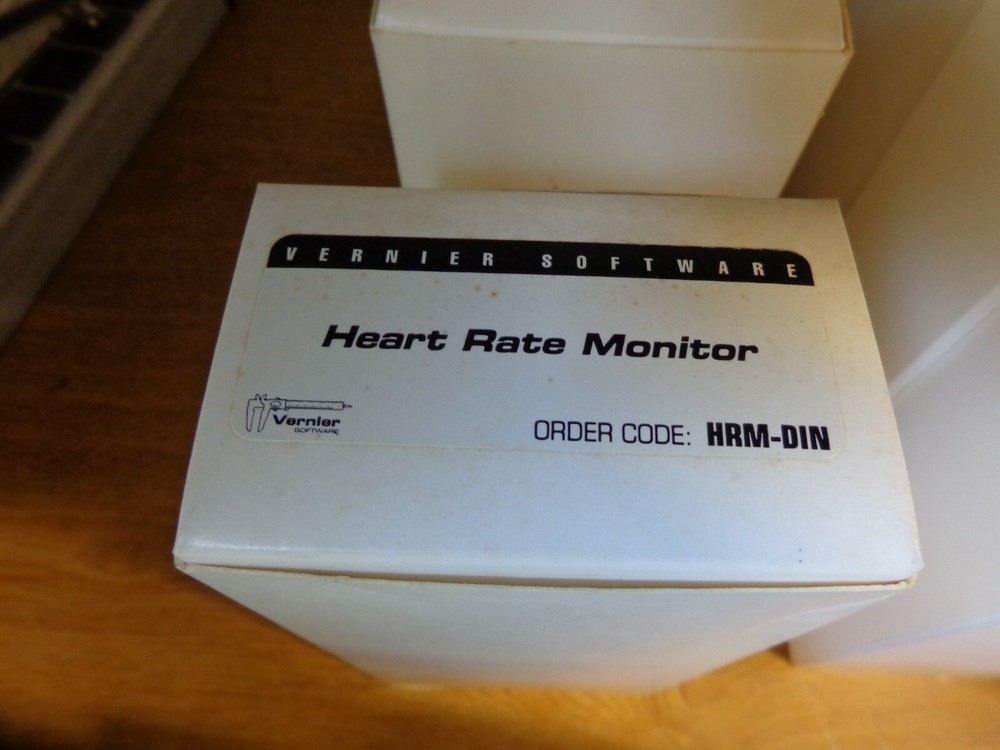 VERNIER SOFTWARE
Heart Rate Monitor
Vernier
SOFTWARE
ORDER CODE: HRM-DIN